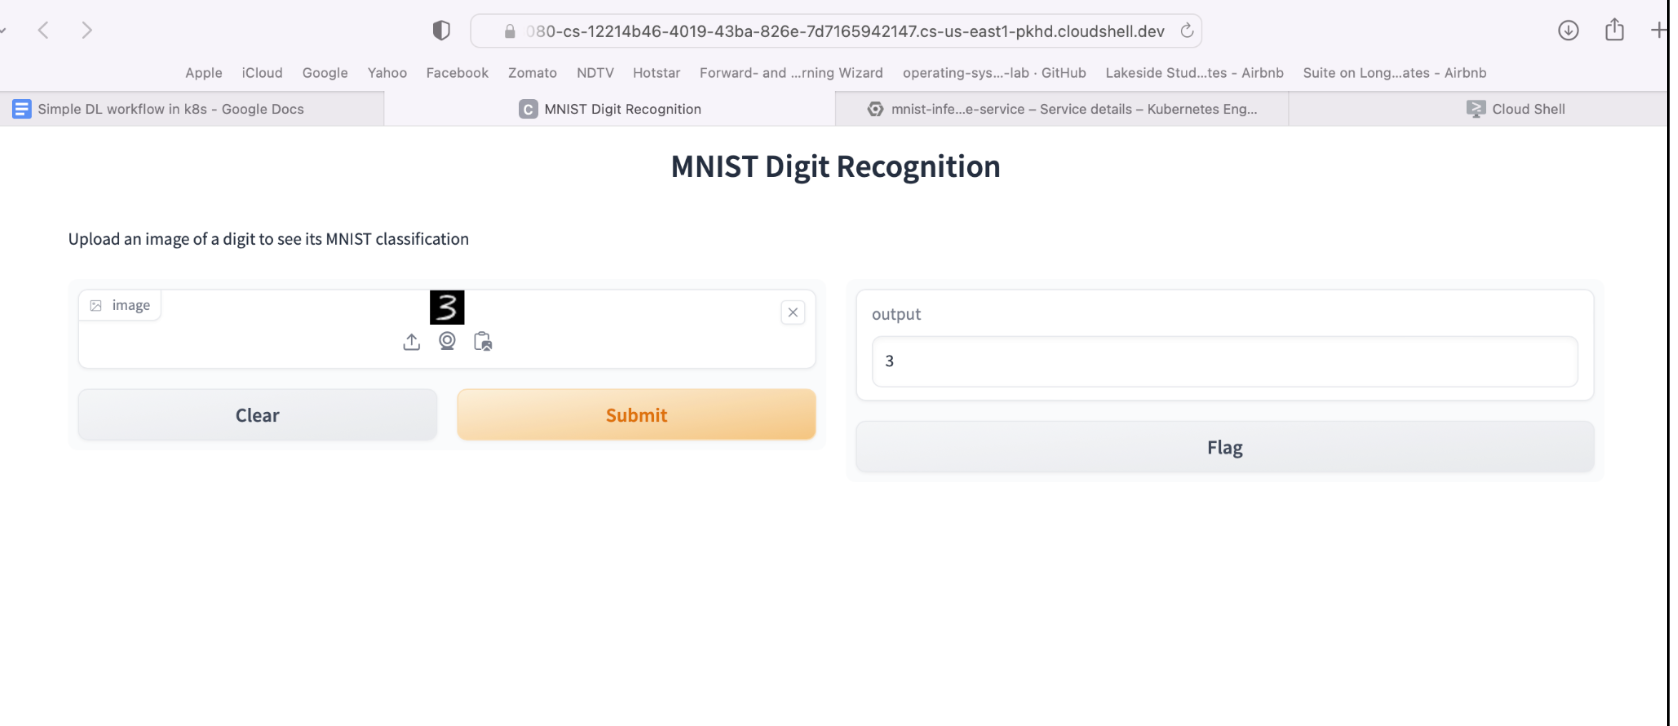 080-cs-12214b46-4019-43ba-826e-7d7165942147.cs-us-east1-pkhd.cloudshell.dev
Apple iCloud Google Yahoo Facebook Zomato NDTV Hotstar Forward- and ...rning Wizard operating-sys...-lab · GitHub Lakeside Stud...tes - Airbnb Suite on Long...ates - Airbnb
Simple DL workflow in k8s - Google Docs C MNIST Digit Recognition mnist-infe...e-service – Service details – Kubernetes Eng... Cloud Shell
MNIST Digit Recognition
Upload an image of a digit to see its MNIST classification
image
3
Clear Submit
output
3
Flag